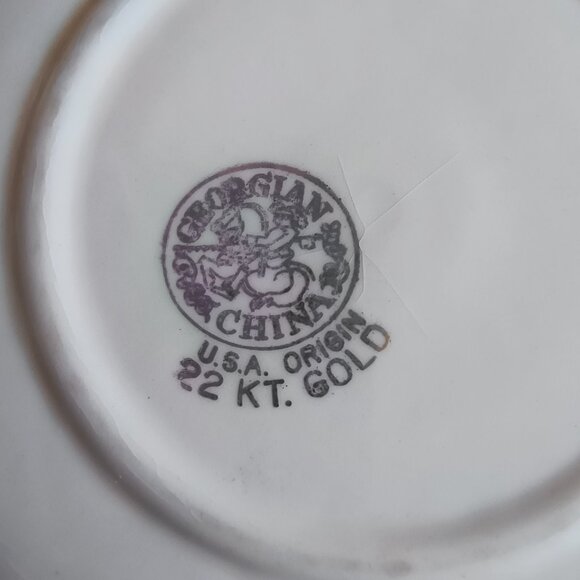 GEORGIAN
CHINA
U.S.A. ORIGIN
22 KT. GOLD